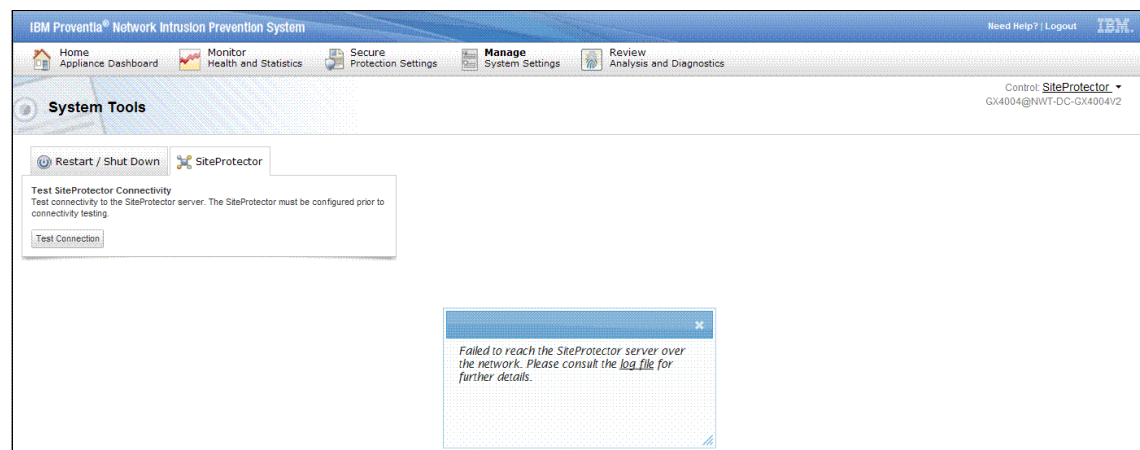 IBM Proventia® Network Intrusion Prevention System
Need Help? | Logout
IBM.
Home
Appliance Dashboard
Monitor
Health and Statistics
Secure
Protection Settings
Manage
System Settings
Review
Analysis and Diagnostics
System Tools
Control: SiteProtector
GX4004@NWT-DC-GX4004V2
Restart / Shut Down
SiteProtector
Test SiteProtector Connectivity
Test connectivity to the SiteProtector server. The SiteProtector must be configured prior to
connectivity testing.
Test Connection
Failed to reach the SiteProtector server over
the network. Please consult the log file for
further details.